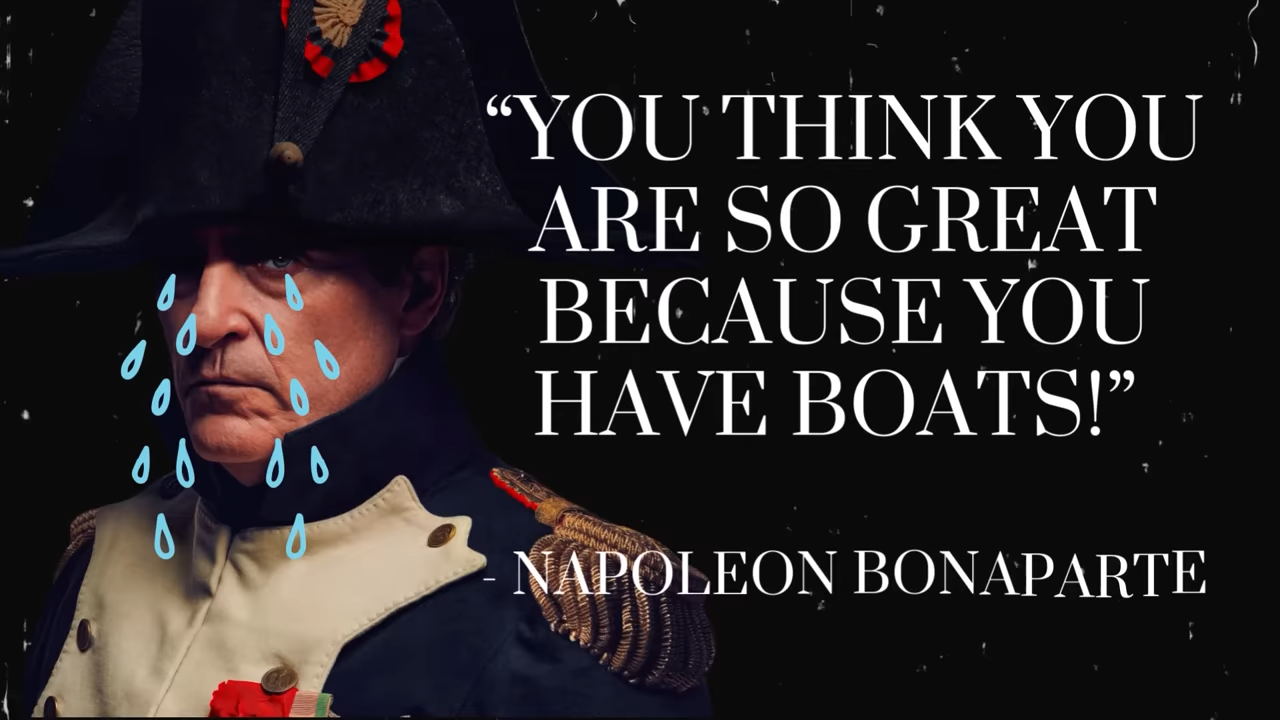 “YOU THINK YOU
ARE SO GREAT
BECAUSE YOU
HAVE BOATS!”
- NAPOLEON BONAPARTE